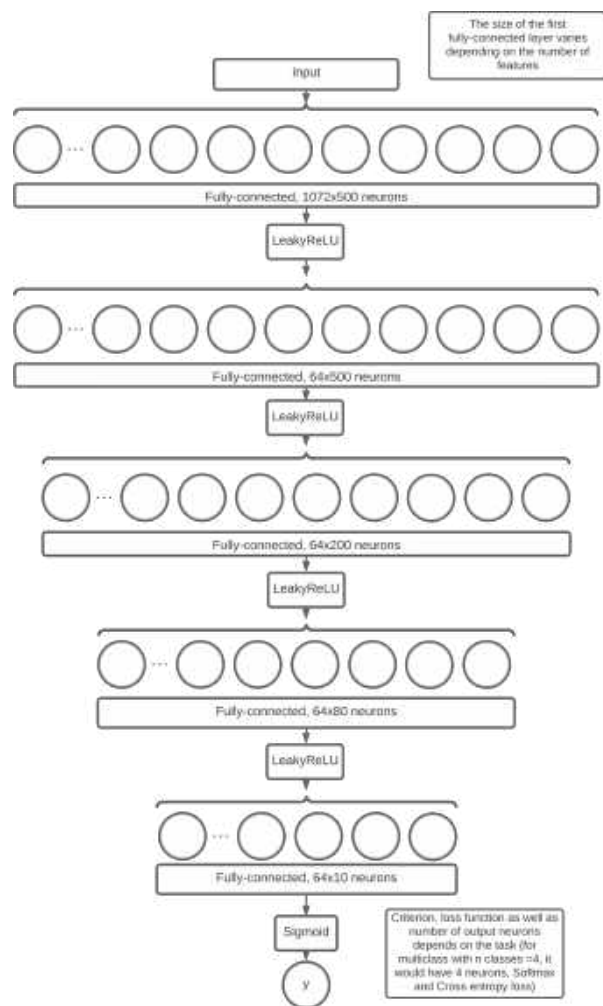 The size of the first
fully-connected layer varies
depending on the number of
features
Input
...
Fully-connected, 1072x500 neurons
LeakyReLU
...
Fully-connected, 64x500 neurons
LeakyReLU
...
Fully-connected, 64x200 neurons
LeakyReLU
...
Fully-connected, 64x80 neurons
LeakyReLU
...
Fully-connected, 64x10 neurons
Sigmoid
Criterion, loss function as well as
number of output neurons
depends on the task (for
multiclass with n classes =4, it
would have 4 neurons, Softmax
and Cross entropy loss)
y